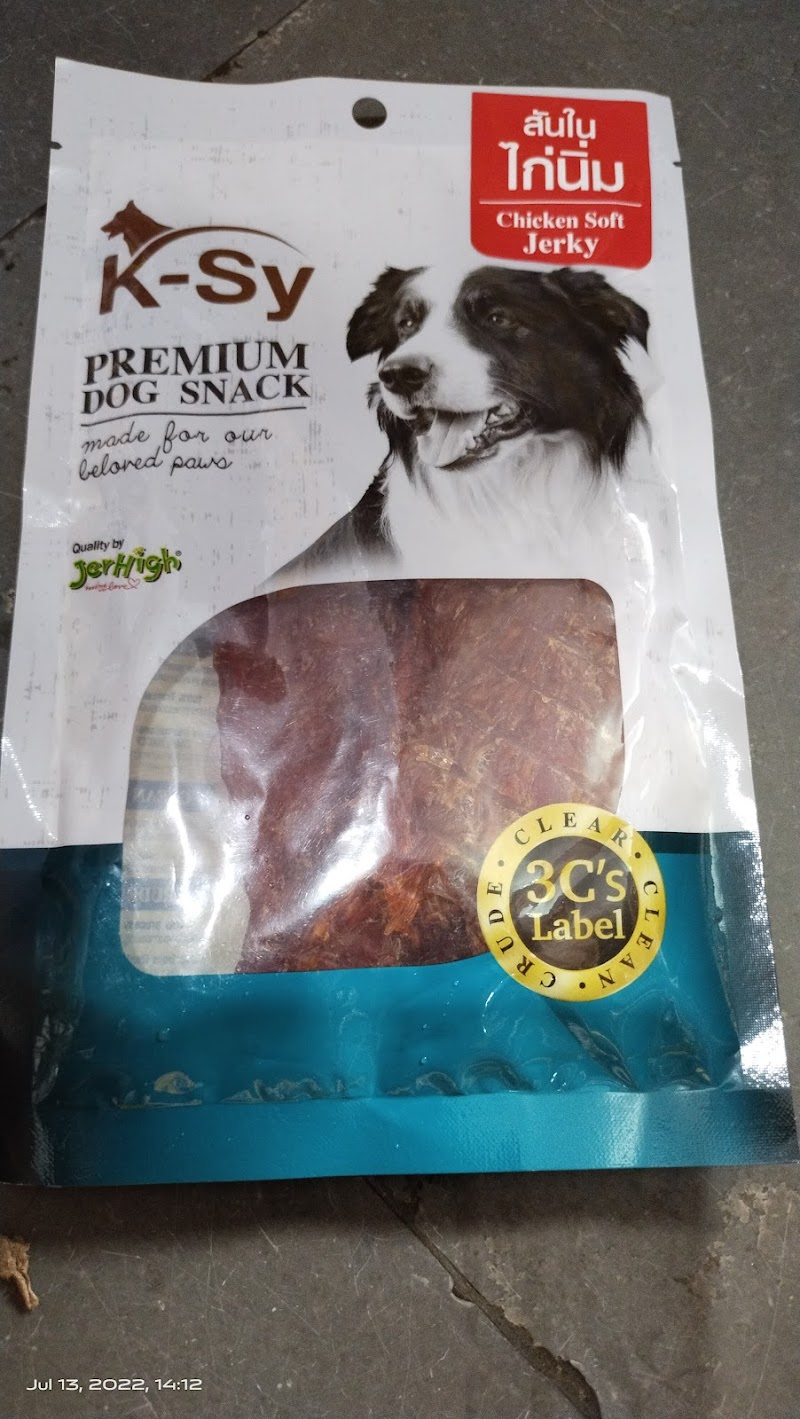 สันใน
ไก่นิ่ม
Chicken Soft
Jerky
K-Sy
PREMIUM
DOG SNACK
made for our
beloved paws
Quality by
JerHigh®
CLEAR • CLEAN • CRUDE •
3C's
Label
Jul 13, 2022, 14:12